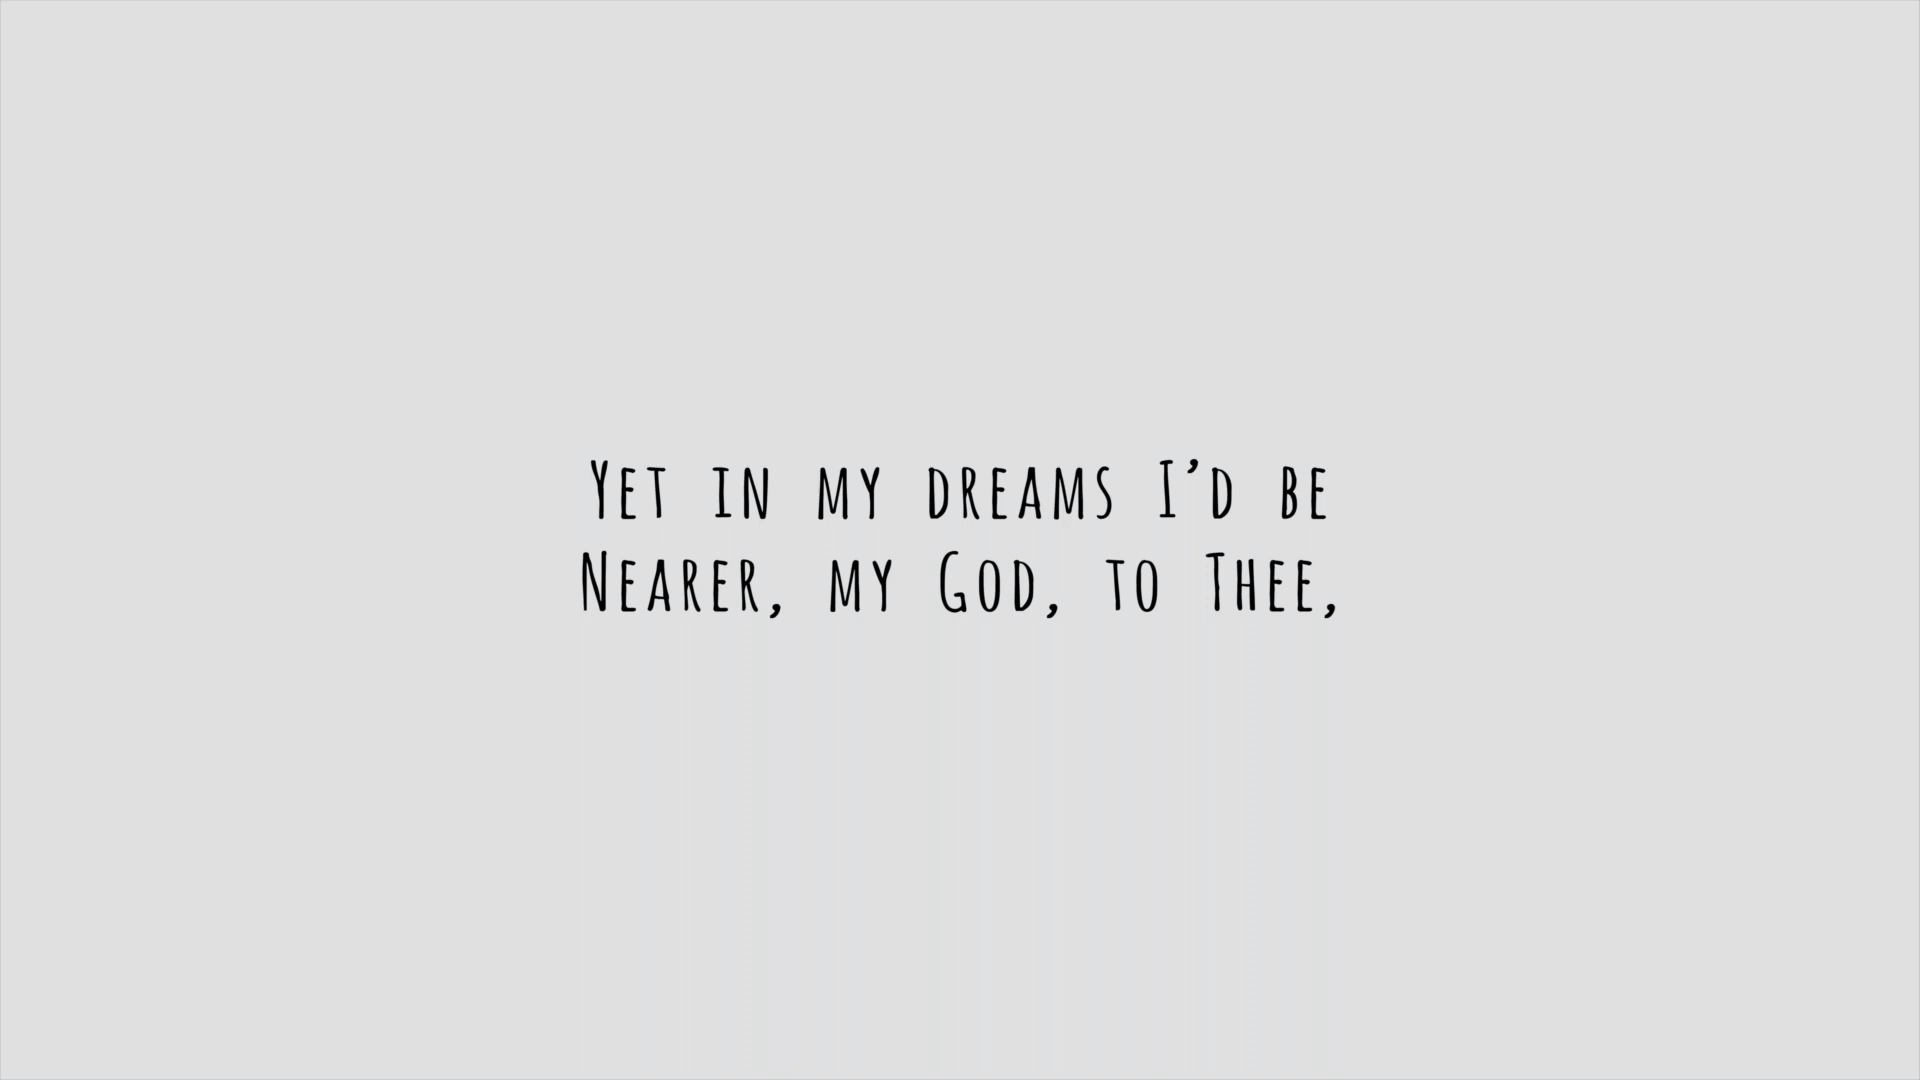 Yet in my dreams I’d be
Nearer, my God, to Thee,